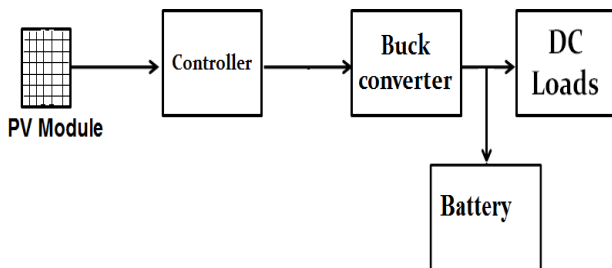 PV Module
Controller
Buck
converter
DC
Loads
Battery